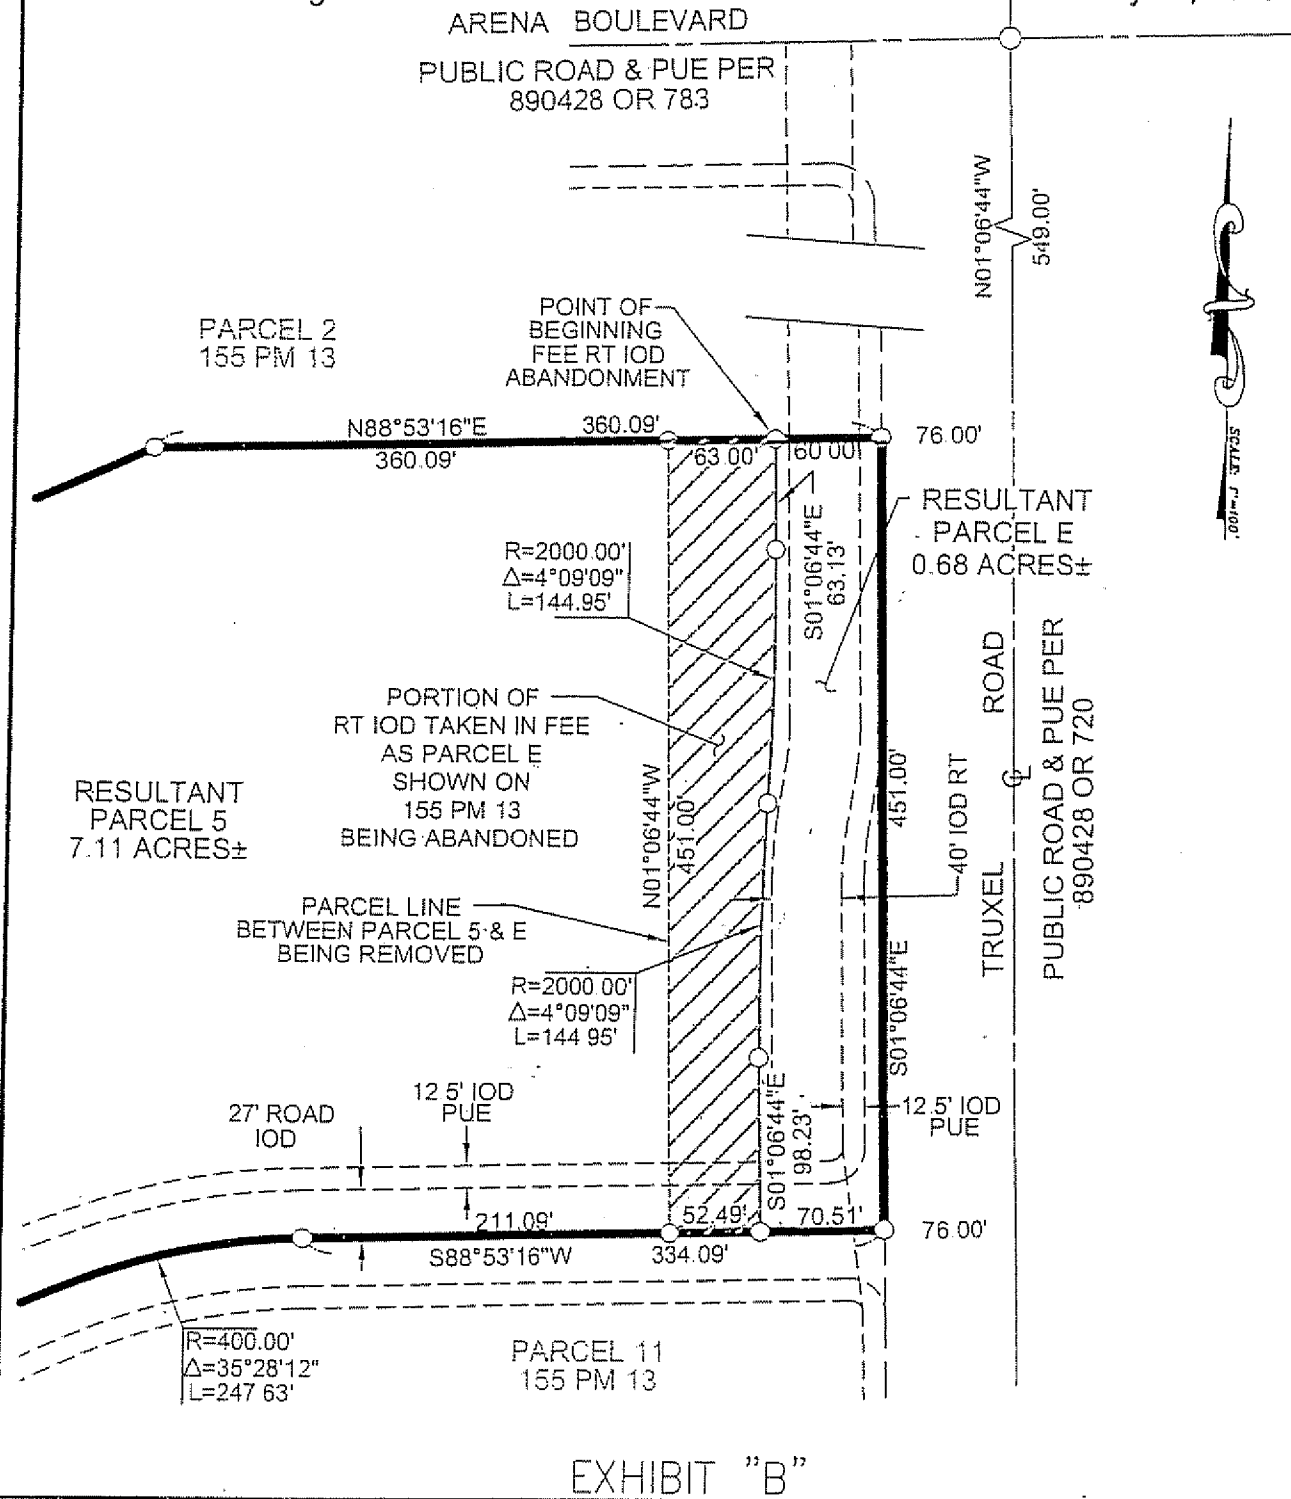 ARENA BOULEVARD
PUBLIC ROAD & PUE PER
890428 OR 783
N01°06'44"W
549.00'
PARCEL 2
155 PM 13
POINT OF
BEGINNING
FEE RT IOD
ABANDONMENT
N88°53'16"E
360.09'
360.09'
63.00'
60.00'
76.00'
SCALE: 1"=100'
RESULTANT
PARCEL E
0.68 ACRES±
S01°06'44"E
63.13'
R=2000.00'
Δ=4°09'09"
L=144.95'
PORTION OF
RT IOD TAKEN IN FEE
AS PARCEL E
SHOWN ON
155 PM 13
BEING ABANDONED
RESULTANT
PARCEL 5
7.11 ACRES±
N01°06'44"W
451.00'
451.00'
S01°06'44"E
40' IOD RT
TRUXEL ROAD
PUBLIC ROAD & PUE PER
890428 OR 720
PARCEL LINE
BETWEEN PARCEL 5 & E
BEING REMOVED
R=2000.00'
Δ=4°09'09"
L=144.95'
S01°06'44"E
98.23'
12.5' IOD
PUE
27' ROAD
IOD
12.5' IOD
PUE
211.09'
52.49'
70.51'
76.00'
S88°53'16"W
334.09'
R=400.00'
Δ=35°28'12"
L=247.63'
PARCEL 11
155 PM 13
EXHIBIT "B"